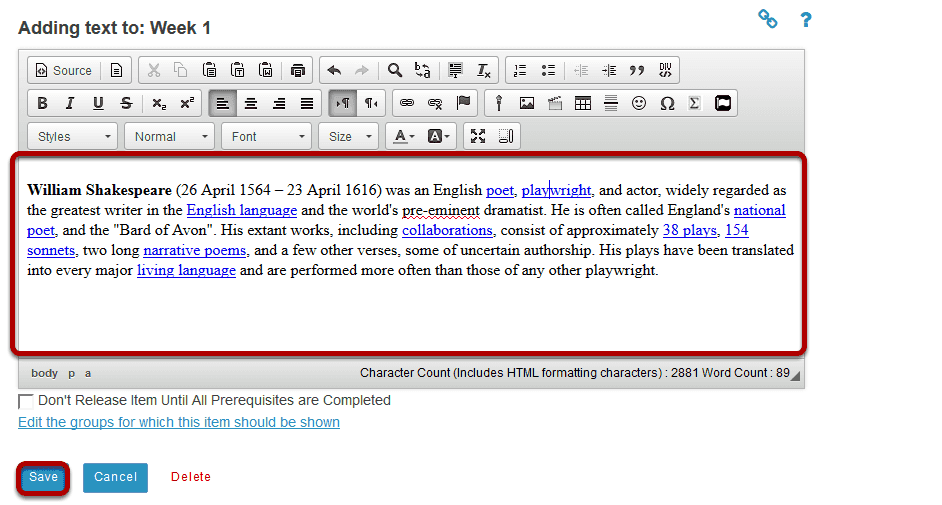 Adding text to: Week 1 ?
Source
B I U S x₂ x² ¶ ¶ Ω Σ
Styles Normal Font Size A A
William Shakespeare (26 April 1564 – 23 April 1616) was an English poet, playwright, and actor, widely regarded as
the greatest writer in the English language and the world's pre-eminent dramatist. He is often called England's national
poet, and the "Bard of Avon". His extant works, including collaborations, consist of approximately 38 plays, 154
sonnets, two long narrative poems, and a few other verses, some of uncertain authorship. His plays have been translated
into every major living language and are performed more often than those of any other playwright.
body p a Character Count (Includes HTML formatting characters) : 2881 Word Count : 89
Don't Release Item Until All Prerequisites are Completed
Edit the groups for which this item should be shown
Save Cancel Delete